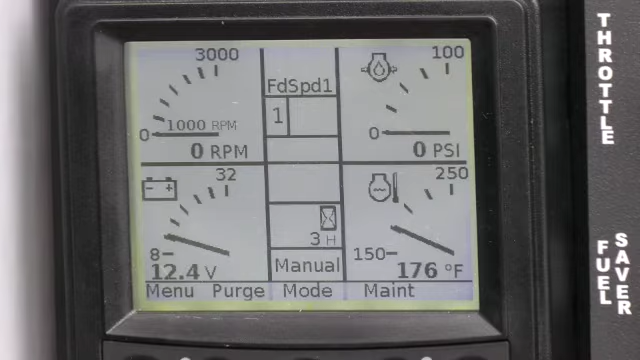 3000
0
1000 RPM
0 RPM
FdSpd1
1
100
0
0 PSI
32
8
12.4 V
3 H
Manual
250
150
176 °F
Menu Purge Mode Maint
THROTTLE
FUEL
SAVER